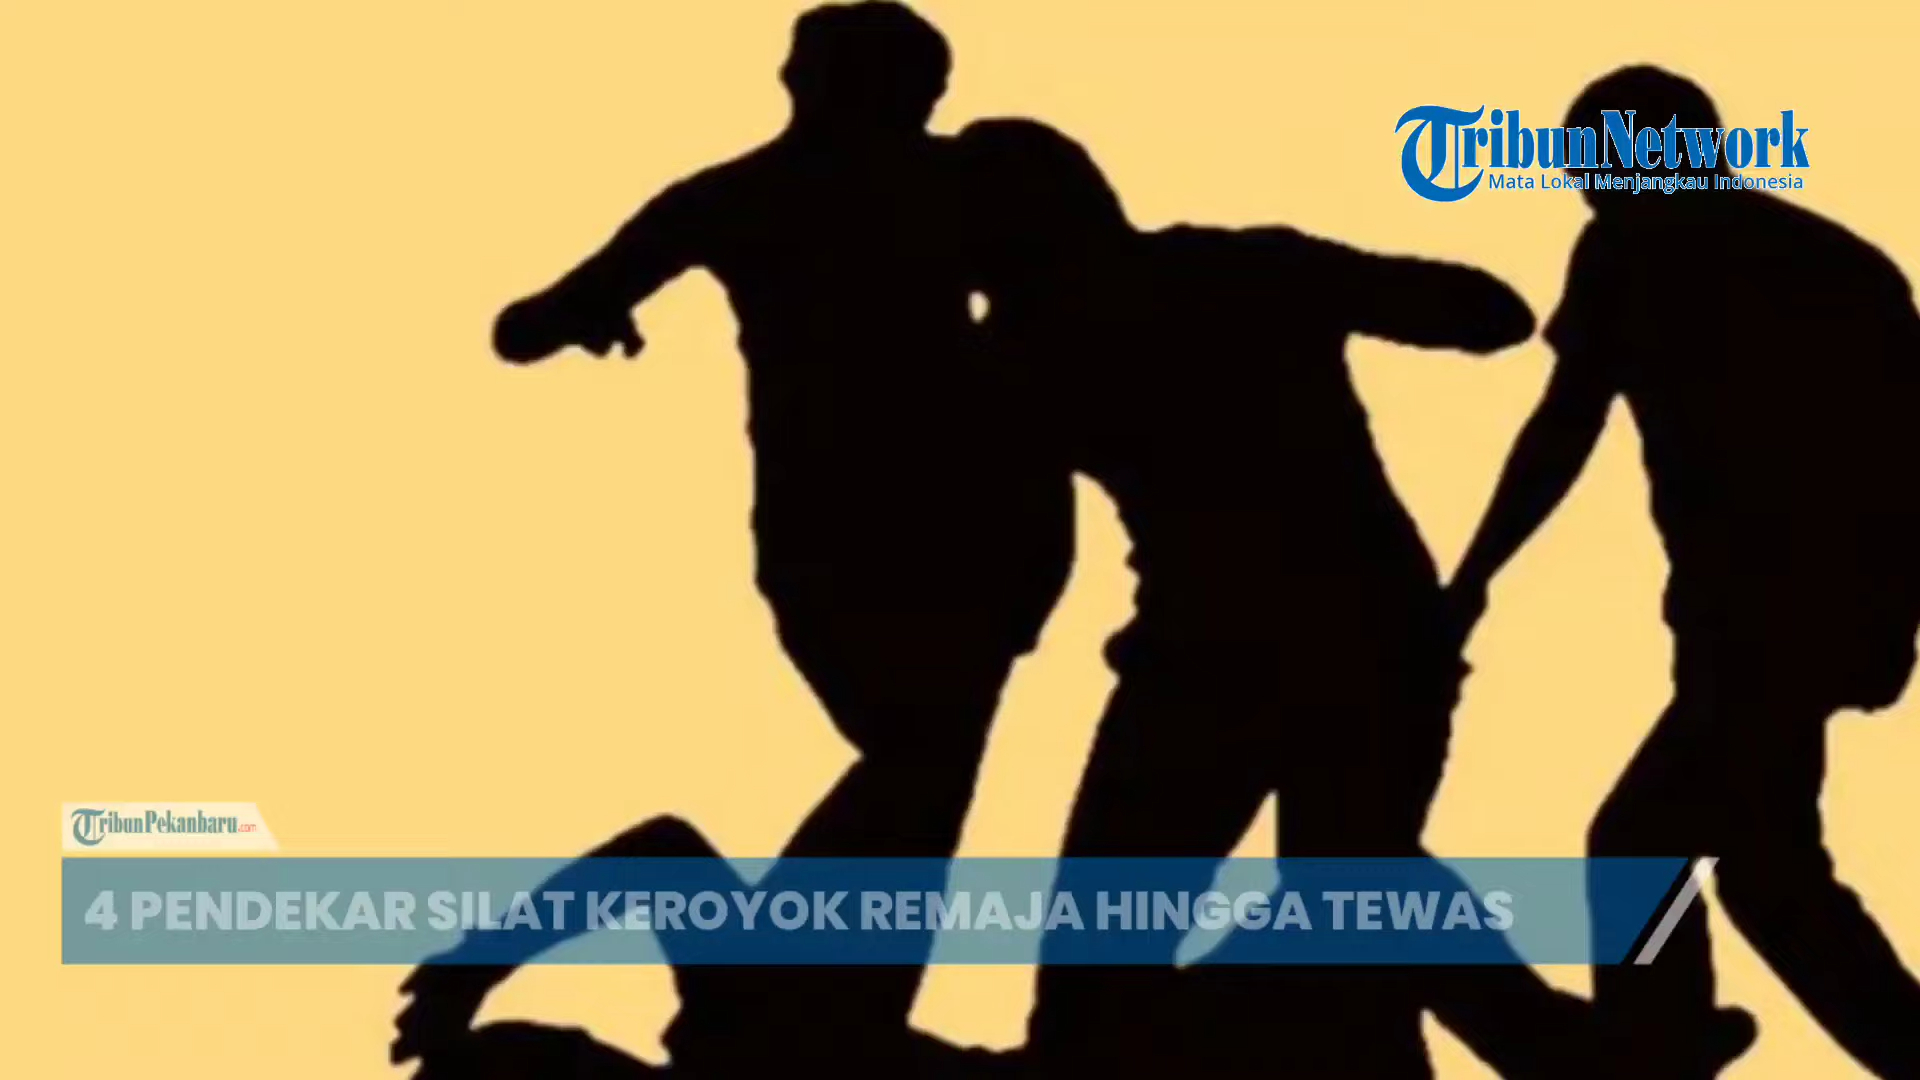 TribunNetwork
Mata Lokal Menjangkau Indonesia
TribunPekanbaru.com
4 PENDEKAR SILAT KEROYOK REMAJA HINGGA TEWAS